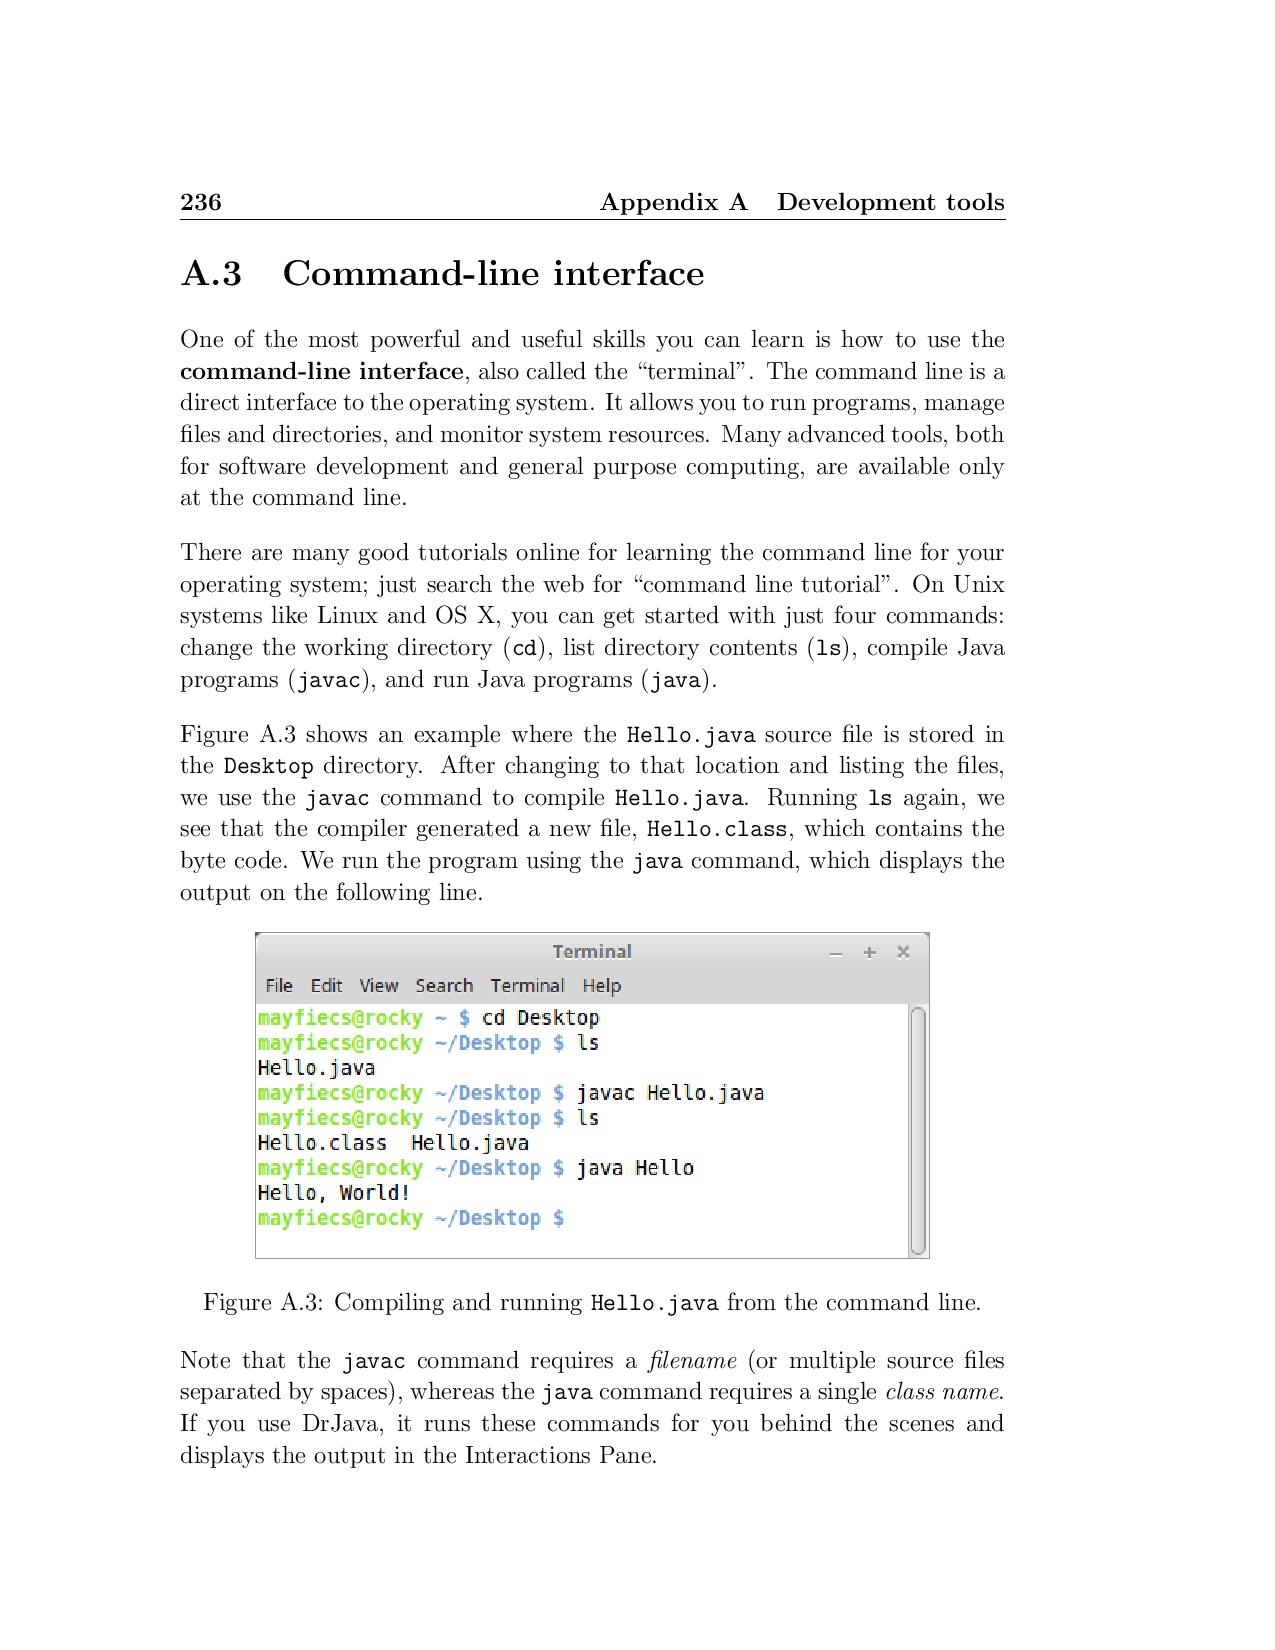 236 Appendix A Development tools
A.3 Command-line interface
One of the most powerful and useful skills you can learn is how to use the
command-line interface, also called the “terminal”. The command line is a
direct interface to the operating system. It allows you to run programs, manage
files and directories, and monitor system resources. Many advanced tools, both
for software development and general purpose computing, are available only
at the command line.
There are many good tutorials online for learning the command line for your
operating system; just search the web for “command line tutorial”. On Unix
systems like Linux and OS X, you can get started with just four commands:
change the working directory (cd), list directory contents (ls), compile Java
programs (javac), and run Java programs (java).
Figure A.3 shows an example where the Hello.java source file is stored in
the Desktop directory. After changing to that location and listing the files,
we use the javac command to compile Hello.java. Running ls again, we
see that the compiler generated a new file, Hello.class, which contains the
byte code. We run the program using the java command, which displays the
output on the following line.
Terminal
File Edit View Search Terminal Help
mayfiecs@rocky ~ $ cd Desktop
mayfiecs@rocky ~/Desktop $ ls
Hello.java
mayfiecs@rocky ~/Desktop $ javac Hello.java
mayfiecs@rocky ~/Desktop $ ls
Hello.class Hello.java
mayfiecs@rocky ~/Desktop $ java Hello
Hello, World!
mayfiecs@rocky ~/Desktop $
Figure A.3: Compiling and running Hello.java from the command line.
Note that the javac command requires a filename (or multiple source files
separated by spaces), whereas the java command requires a single class name.
If you use DrJava, it runs these commands for you behind the scenes and
displays the output in the Interactions Pane.